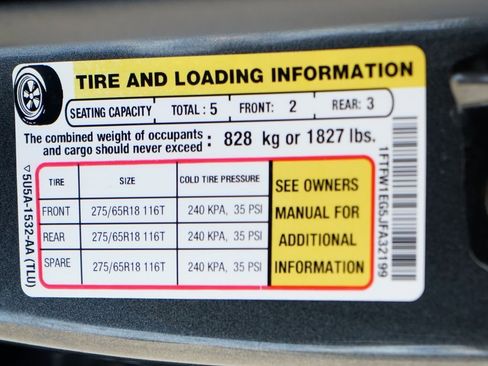 TIRE AND LOADING INFORMATION
SEATING CAPACITY TOTAL : 5 FRONT: 2 REAR: 3
The combined weight of occupants
and cargo should never exceed : 828 kg or 1827 lbs.
TIRE SIZE COLD TIRE PRESSURE
FRONT 275/65R18 116T 240 KPA, 35 PSI
REAR 275/65R18 116T 240 KPA, 35 PSI
SPARE 275/65R18 116T 240 KPA, 35 PSI
SEE OWNERS
MANUAL FOR
ADDITIONAL
INFORMATION
5U5A-1532-AA (TLU)
1FTFW1EG5JFA32199